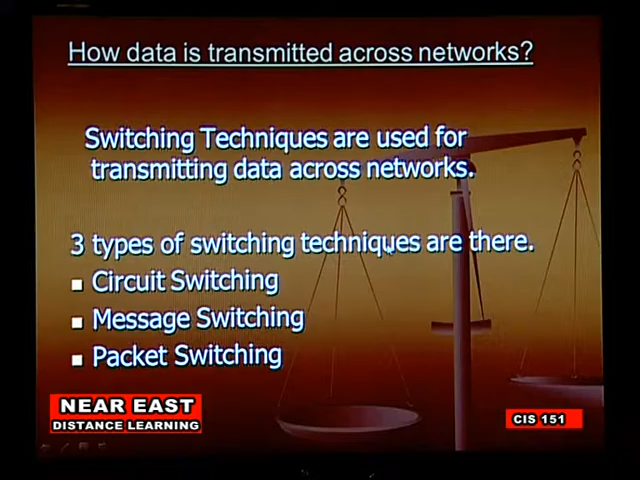 How data is transmitted across networks?
Switching Techniques are used for
transmitting data across networks.
3 types of switching techniques are there.
Circuit Switching
Message Switching
Packet Switching
NEAR EAST
DISTANCE LEARNING
CIS 151